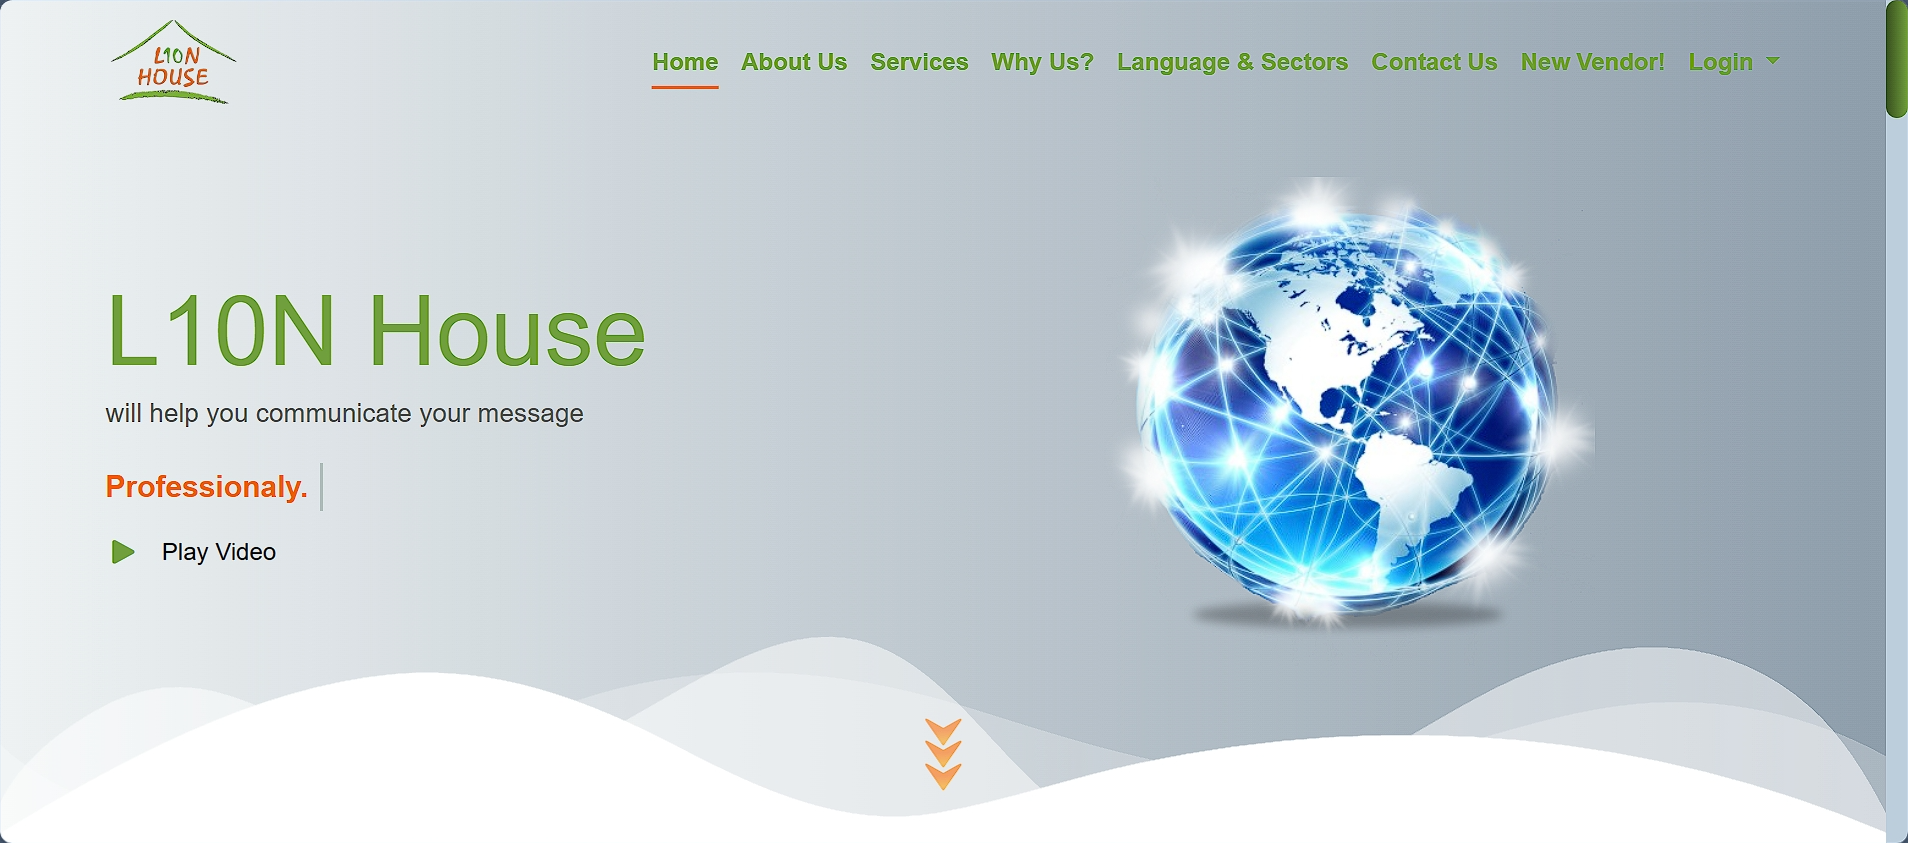 L10N
HOUSE
Home About Us Services Why Us? Language & Sectors Contact Us New Vendor! Login
L10N House
will help you communicate your message
Professionaly.
Play Video